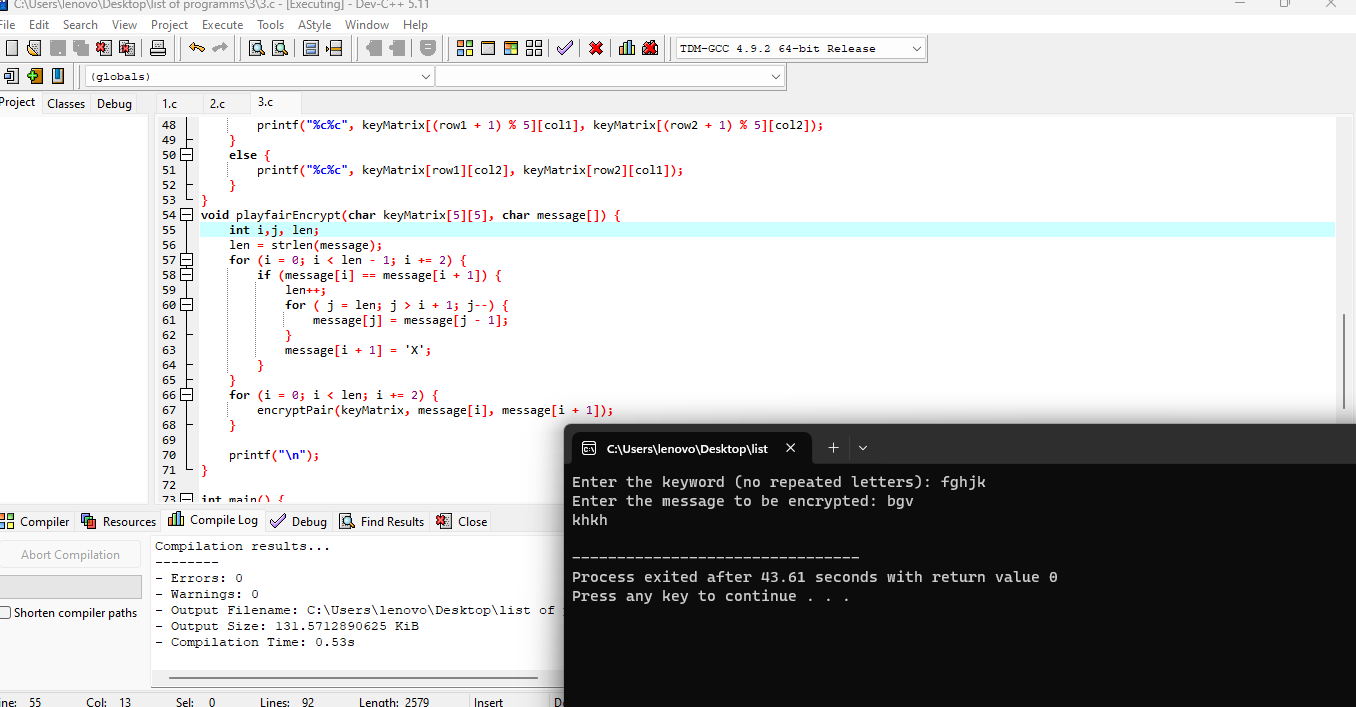 C:\Users\lenovo\Desktop\list of programms\3\3.c - [Executing] - Dev-C++ 5.11
File Edit Search View Project Execute Tools AStyle Window Help
TDM-GCC 4.9.2 64-bit Release
(globals)
Project Classes Debug 1.c 2.c 3.c
48 printf("%c%c", keyMatrix[(row1 + 1) % 5][col1], keyMatrix[(row2 + 1) % 5][col2]);
49 }
50 else {
51 printf("%c%c", keyMatrix[row1][col2], keyMatrix[row2][col1]);
52 }
53 }
54 void playfairEncrypt(char keyMatrix[5][5], char message[]) {
55 int i,j, len;
56 len = strlen(message);
57 for (i = 0; i < len - 1; i += 2) {
58 if (message[i] == message[i + 1]) {
59 len++;
60 for ( j = len; j > i + 1; j--) {
61 message[j] = message[j - 1];
62 }
63 message[i + 1] = 'X';
64 }
65 }
66 for (i = 0; i < len; i += 2) {
67 encryptPair(keyMatrix, message[i], message[i + 1]);
68 }
69
70 printf("\n");
71 }
72
73 int main() {
Compiler Resources Compile Log Debug Find Results Close
Abort Compilation
Shorten compiler paths
Compilation results...
--------
- Errors: 0
- Warnings: 0
- Output Filename: C:\Users\lenovo\Desktop\list of
- Output Size: 131.5712890625 KiB
- Compilation Time: 0.53s
Line: 55 Col: 13 Sel: 0 Lines: 92 Length: 2579 Insert
C:\Users\lenovo\Desktop\list
Enter the keyword (no repeated letters): fghjk
Enter the message to be encrypted: bgv
khkh
--------------------------------
Process exited after 43.61 seconds with return value 0
Press any key to continue . . .